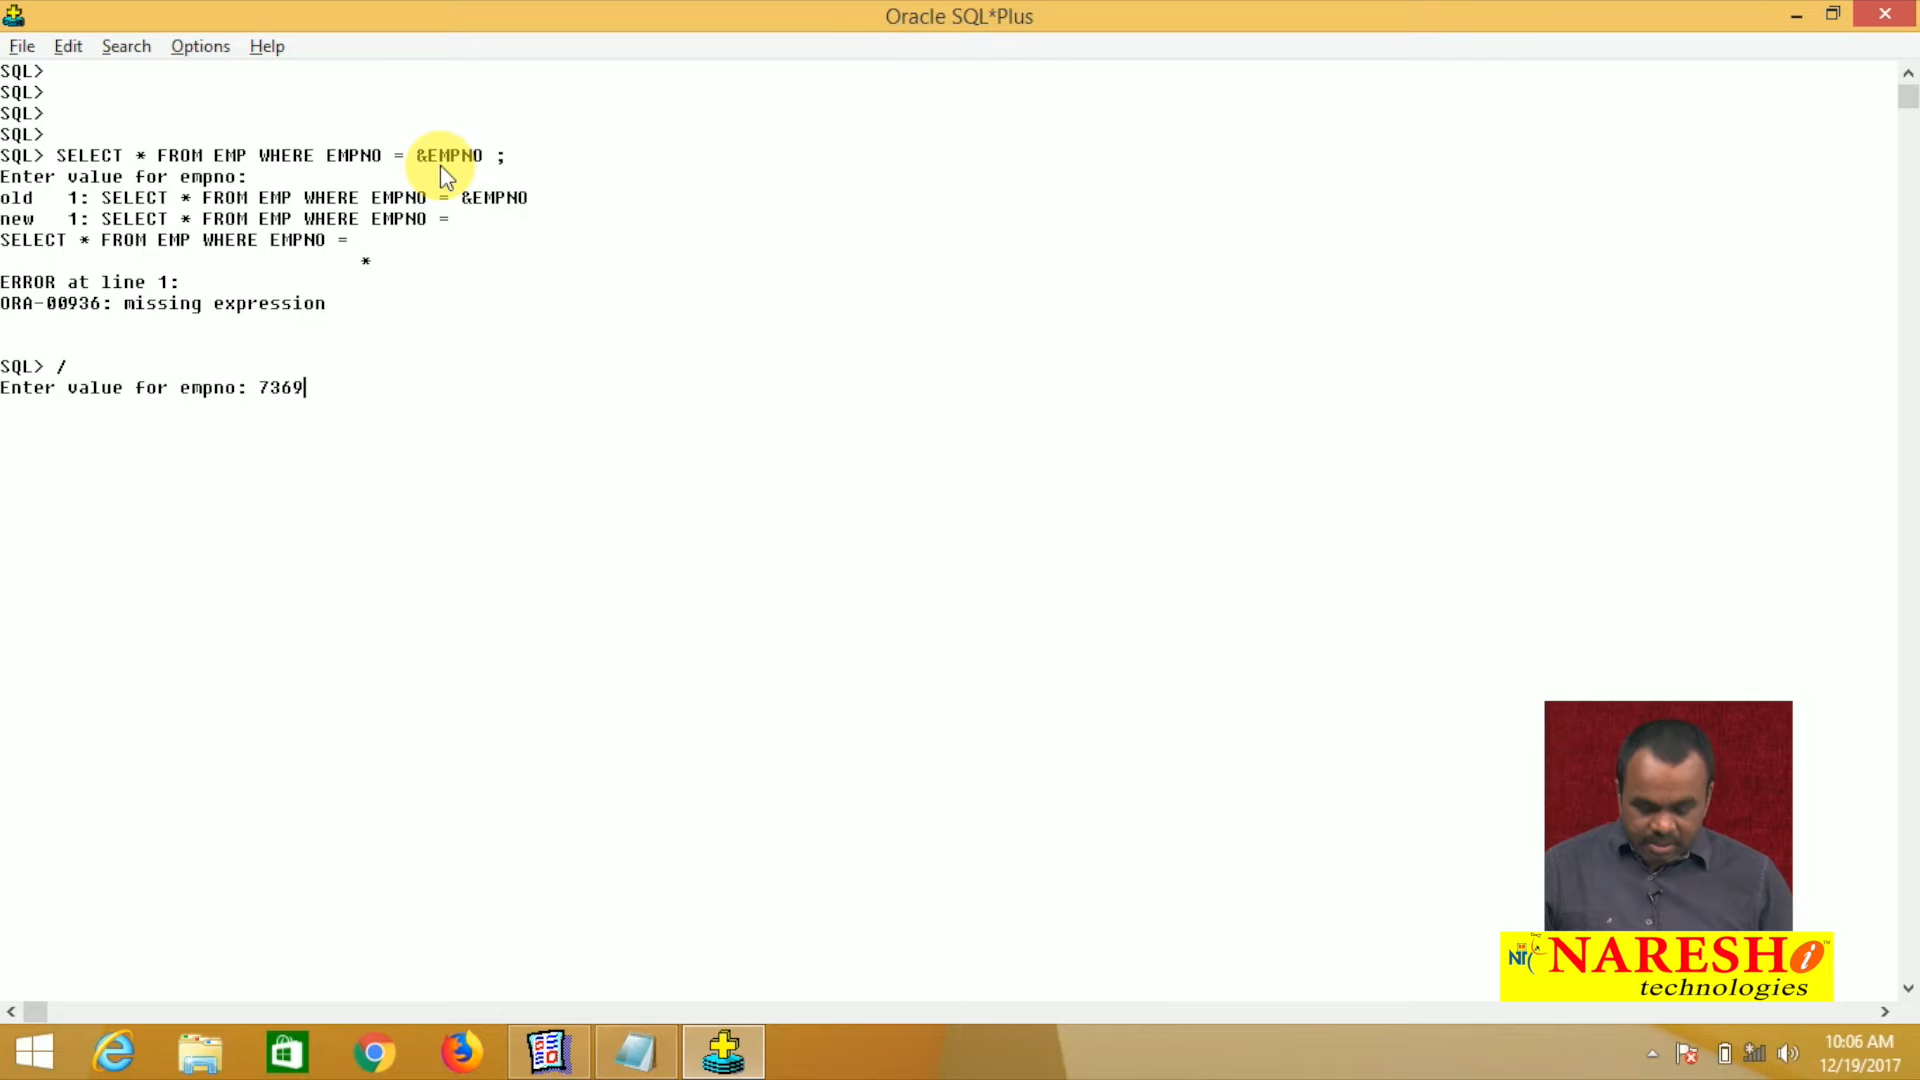 Oracle SQL*Plus
File Edit Search Options Help
SQL>
SQL>
SQL>
SQL>
SQL> SELECT * FROM EMP WHERE EMPNO = &EMPNO ;
Enter value for empno:
old   1: SELECT * FROM EMP WHERE EMPNO = &EMPNO
new   1: SELECT * FROM EMP WHERE EMPNO =
SELECT * FROM EMP WHERE EMPNO =
*
ERROR at line 1:
ORA-00936: missing expression
SQL> /
Enter value for empno: 7369
NARESH i
technologies
10:06 AM
12/19/2017